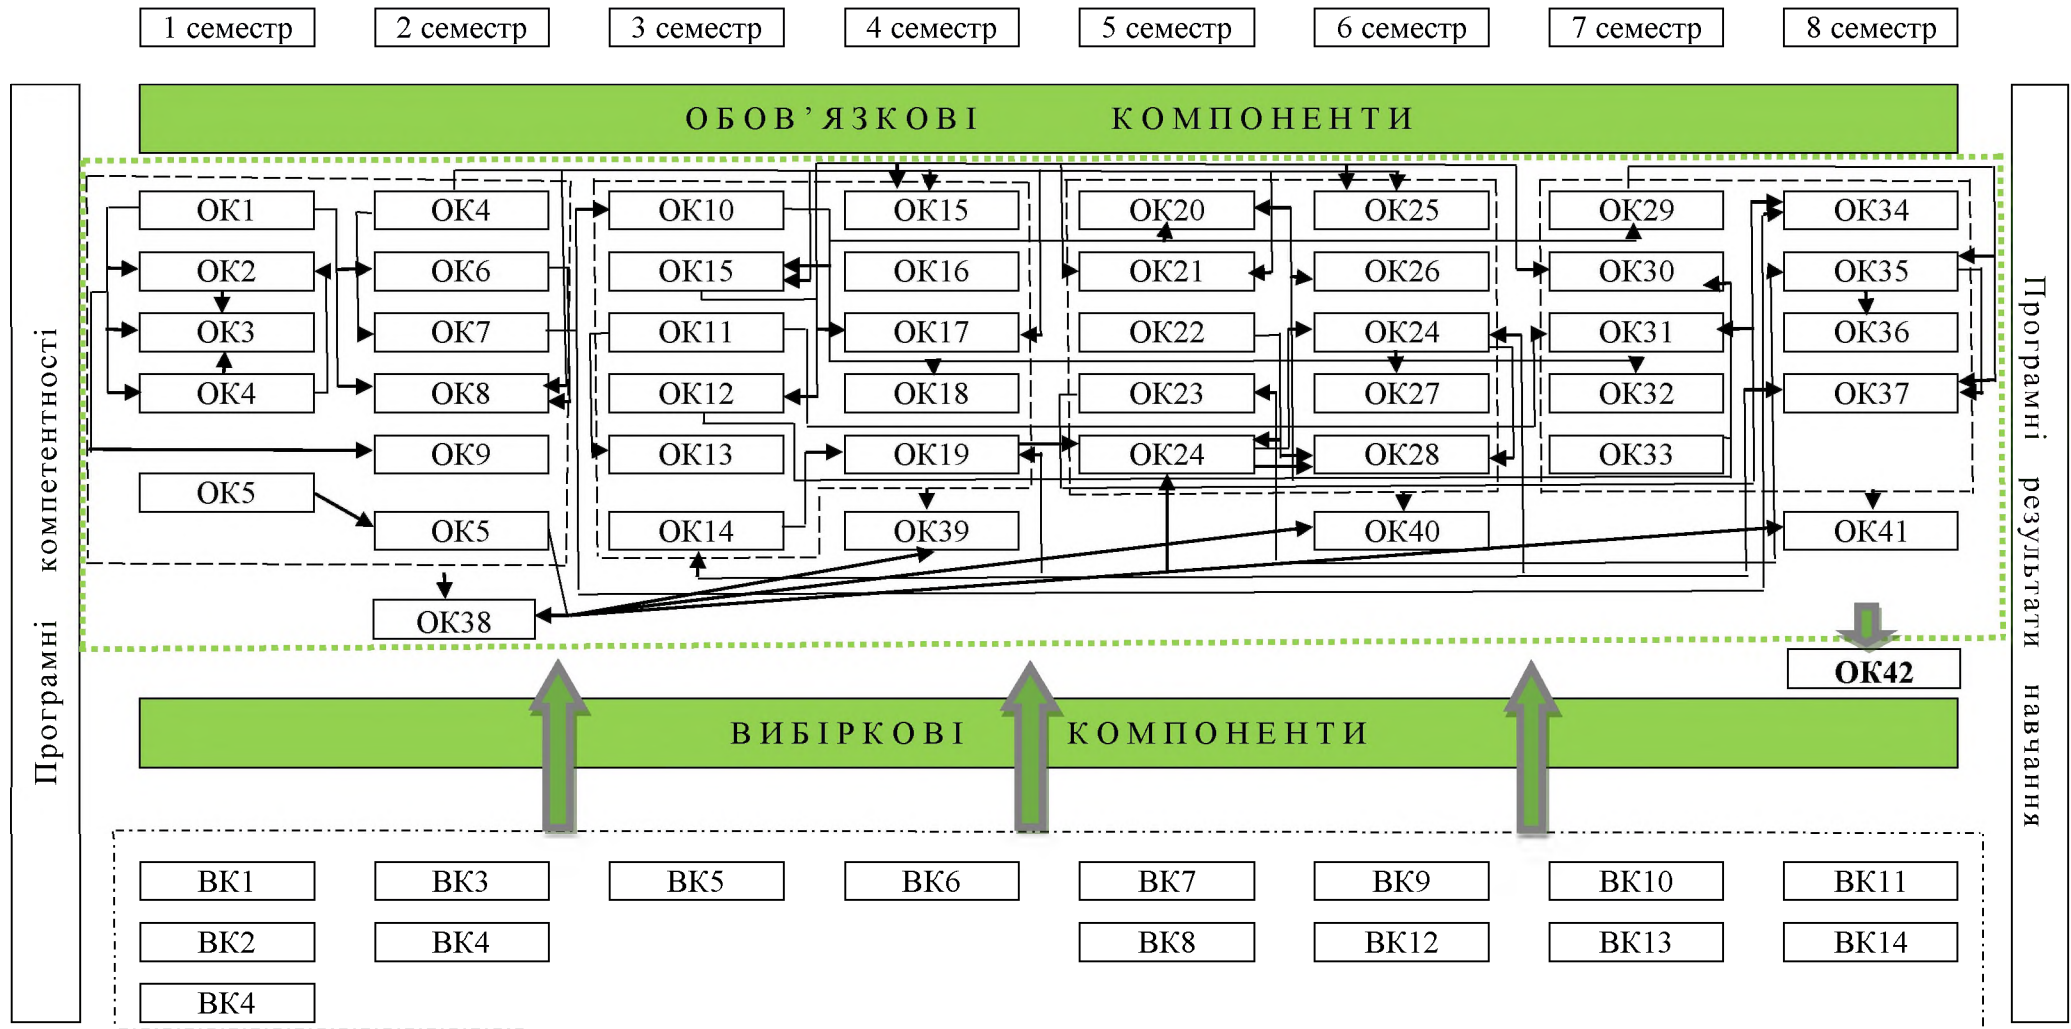 1 семестр 2 семестр 3 семестр 4 семестр 5 семестр 6 семестр 7 семестр 8 семестр
ОБОВ’ЯЗКОВІ КОМПОНЕНТИ
Програмні компетентності
ОК1 ОК4 ОК10 ОК15 ОК20 ОК25 ОК29 ОК34
ОК2 ОК6 ОК15 ОК16 ОК21 ОК26 ОК30 ОК35
ОК3 ОК7 ОК11 ОК17 ОК22 ОК24 ОК31 ОК36
ОК4 ОК8 ОК12 ОК18 ОК23 ОК27 ОК32 ОК37
ОК9 ОК13 ОК19 ОК24 ОК28 ОК33
ОК5
ОК5 ОК14 ОК39 ОК40 ОК41
ОК38
ОК42
Програмні результати навчання
ВИБІРКОВІ КОМПОНЕНТИ
ВК1 ВК3 ВК5 ВК6 ВК7 ВК9 ВК10 ВК11
ВК2 ВК4 ВК8 ВК12 ВК13 ВК14
ВК4